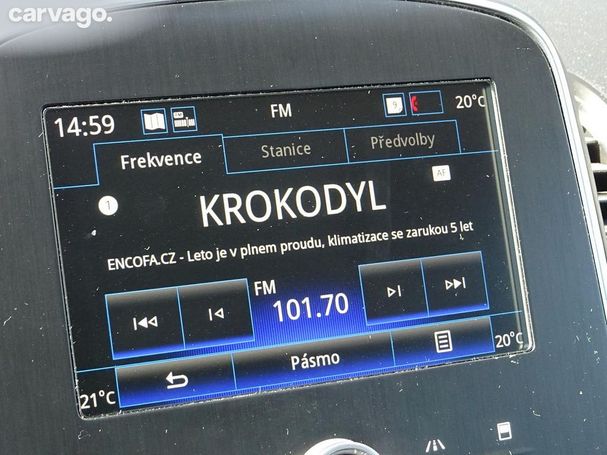 carvago.
14:59 FM 9 20°C
Frekvence Stanice Předvolby
1 KROKODYL AF
ENCOFA.CZ - Leto je v plnem proudu, klimatizace se zarukou 5 let
FM
101.70
Pásmo
21°C 20°C